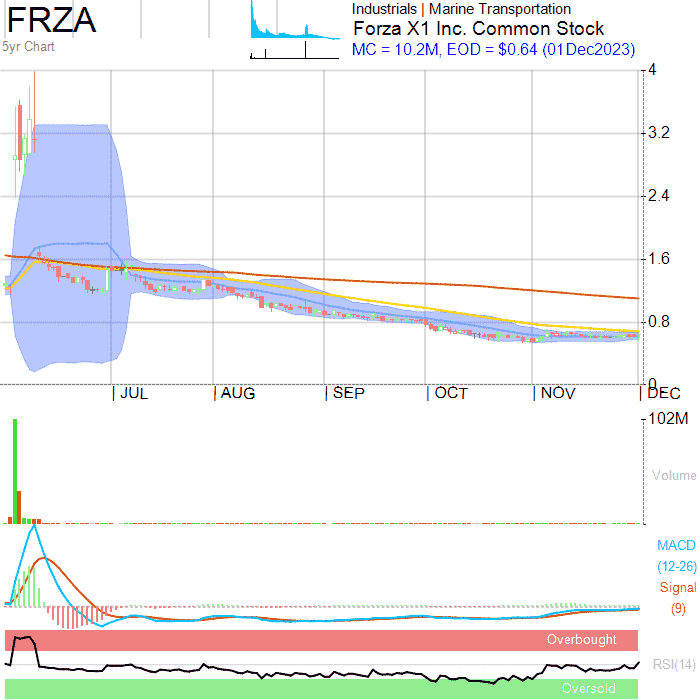 FRZA
5yr Chart
Industrials | Marine Transportation
Forza X1 Inc. Common Stock
MC = 10.2M, EOD = $0.64 (01Dec2023)
4
3.2
2.4
1.6
0.8
0
JUL AUG SEP OCT NOV DEC
102M
Volume
MACD
(12-26)
Signal
(9)
Overbought
RSI(14)
Oversold